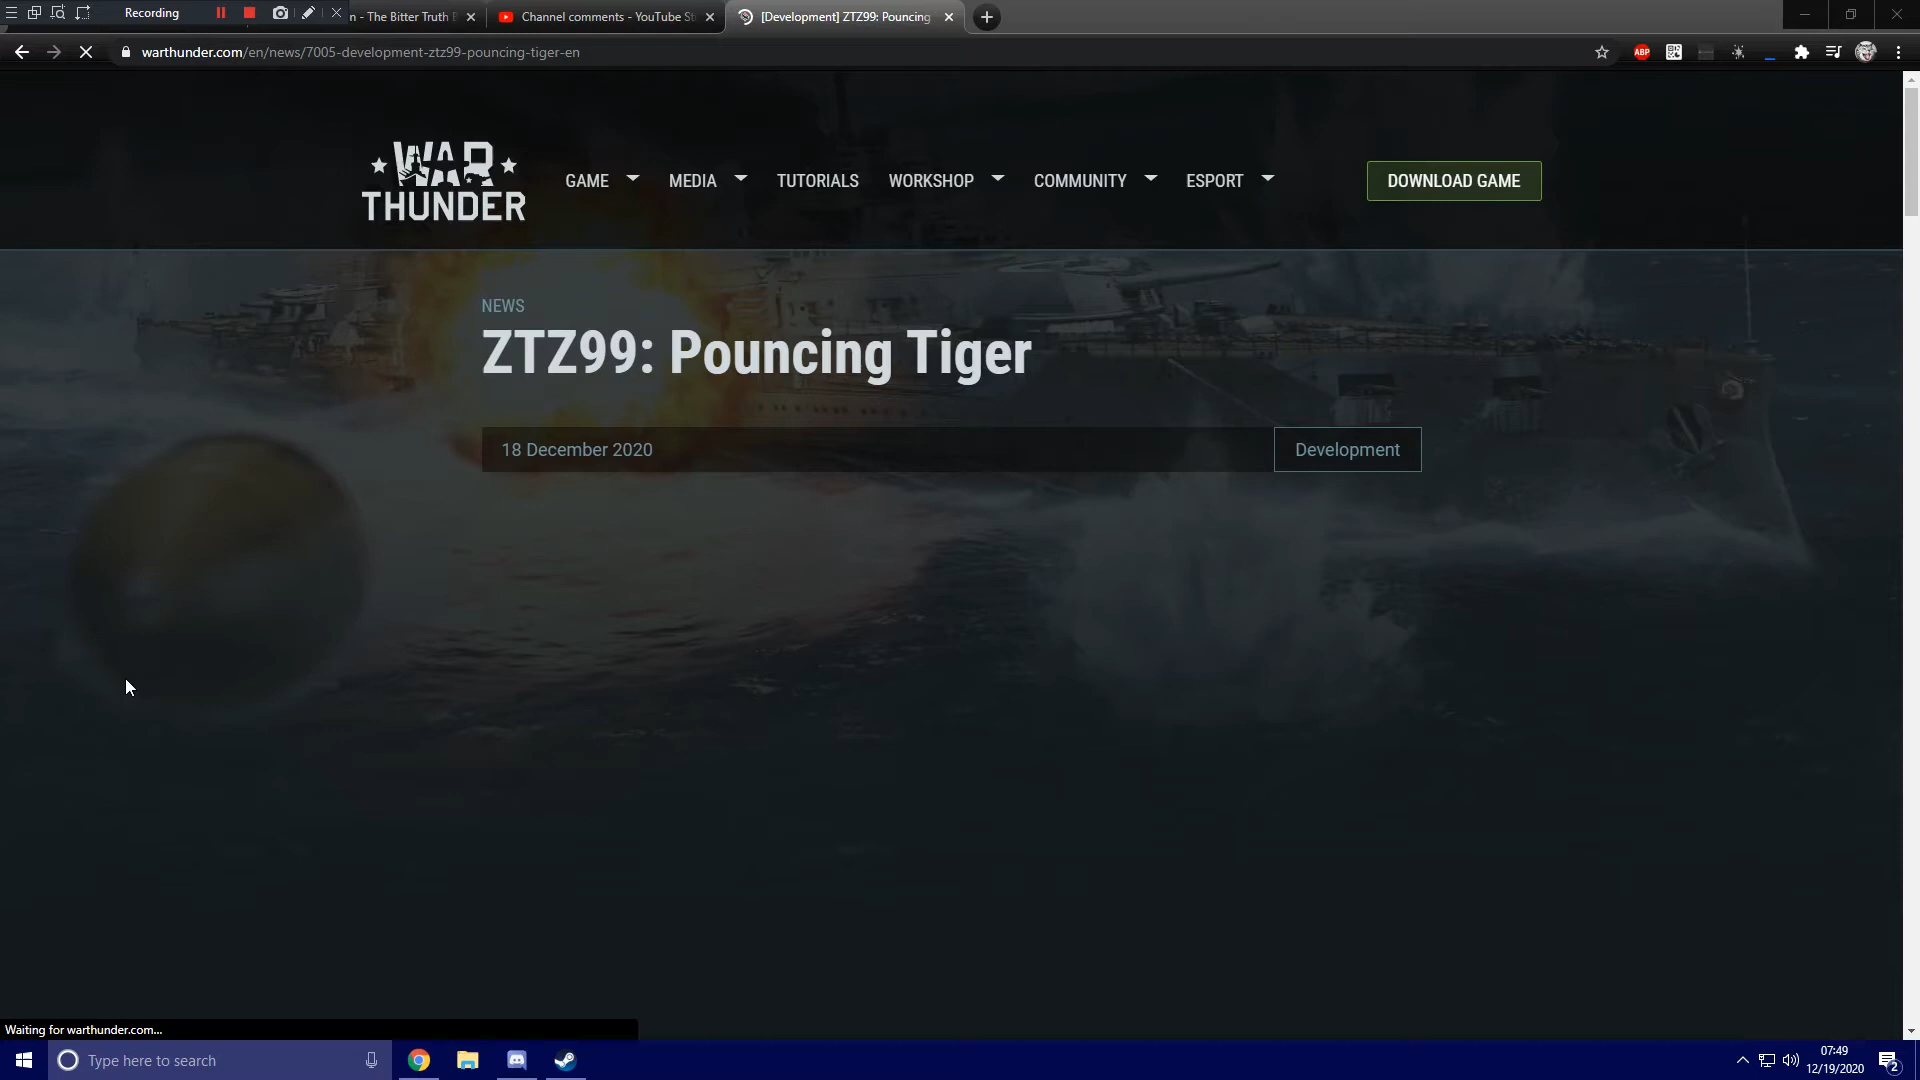 Recording
n - The Bitter Truth
Channel comments - YouTube St
[Development] ZTZ99: Pouncing
warthunder.com/en/news/7005-development-ztz99-pouncing-tiger-en
ABP
WAR
THUNDER
GAME
MEDIA
TUTORIALS
WORKSHOP
COMMUNITY
ESPORT
DOWNLOAD GAME
NEWS
ZTZ99: Pouncing Tiger
18 December 2020
Development
Waiting for warthunder.com...
Type here to search
07:49
12/19/2020
2